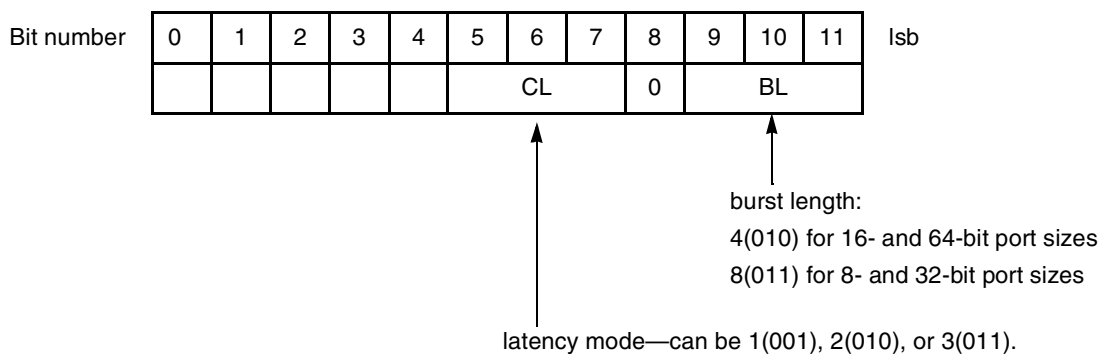 Bit number 0 1 2 3 4 5 6 7 8 9 10 11 lsb
CL 0 BL
burst length:
4(010) for 16- and 64-bit port sizes
8(011) for 8- and 32-bit port sizes
latency mode—can be 1(001), 2(010), or 3(011).